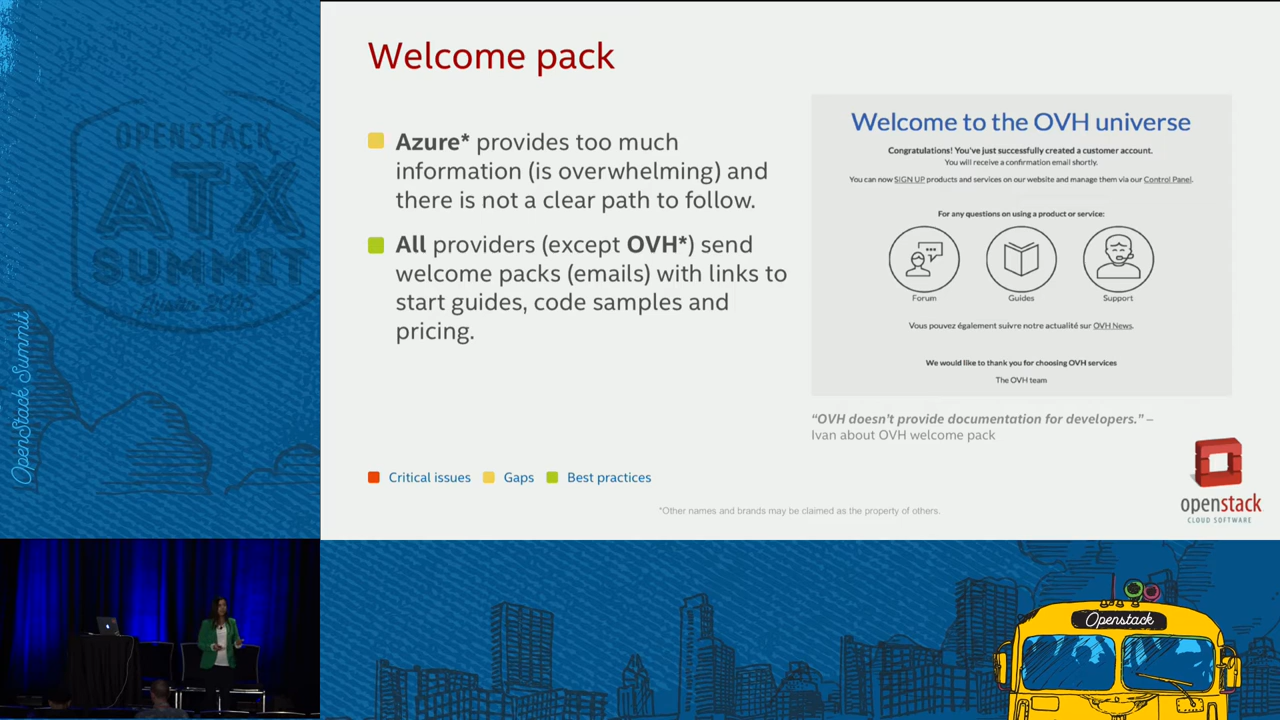 OPENSTACK
ATX
SUMMIT
OpenStack Summit
Welcome pack
Azure* provides too much
information (is overwhelming) and
there is not a clear path to follow.
All providers (except OVH*) send
welcome packs (emails) with links to
start guides, code samples and
pricing.
Welcome to the OVH universe
Congratulations! You've just successfully created a customer account.
You will receive a confirmation email shortly.
You can now SIGN UP products and services on our website and manage them via our Control Panel.
For any questions on using a product or service:
Forum Guides Support
Vous pouvez également suivre notre actualité sur OVH News.
We would like to thank you for choosing OVH services
The OVH team
“OVH doesn’t provide documentation for developers.” –
Ivan about OVH welcome pack
Critical issues Gaps Best practices
*Other names and brands may be claimed as the property of others.
openstack
CLOUD SOFTWARE
Openstack